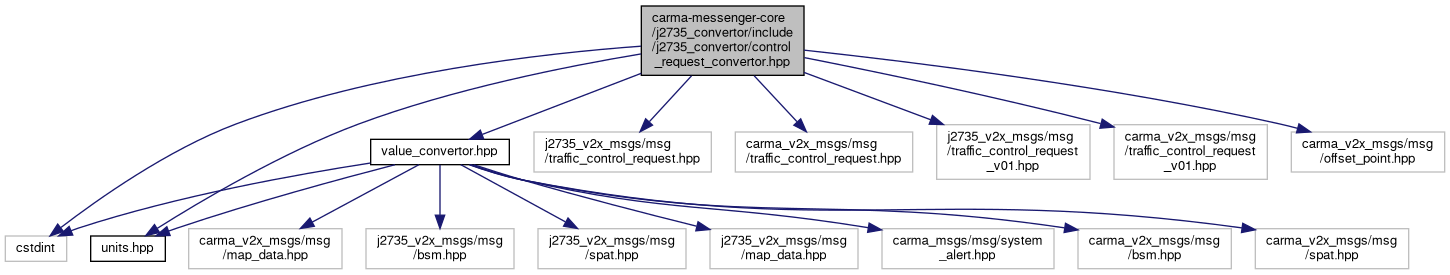 carma-messenger-core
/j2735_convertor/include
/j2735_convertor/control
_request_convertor.hpp
value_convertor.hpp
j2735_v2x_msgs/msg
/traffic_control_request.hpp
carma_v2x_msgs/msg
/traffic_control_request.hpp
j2735_v2x_msgs/msg
/traffic_control_request
_v01.hpp
carma_v2x_msgs/msg
/traffic_control_request
_v01.hpp
carma_v2x_msgs/msg
/offset_point.hpp
cstdint
units.hpp
carma_v2x_msgs/msg
/map_data.hpp
j2735_v2x_msgs/msg
/bsm.hpp
j2735_v2x_msgs/msg
/spat.hpp
j2735_v2x_msgs/msg
/map_data.hpp
carma_msgs/msg/system
_alert.hpp
carma_v2x_msgs/msg
/bsm.hpp
carma_v2x_msgs/msg
/spat.hpp